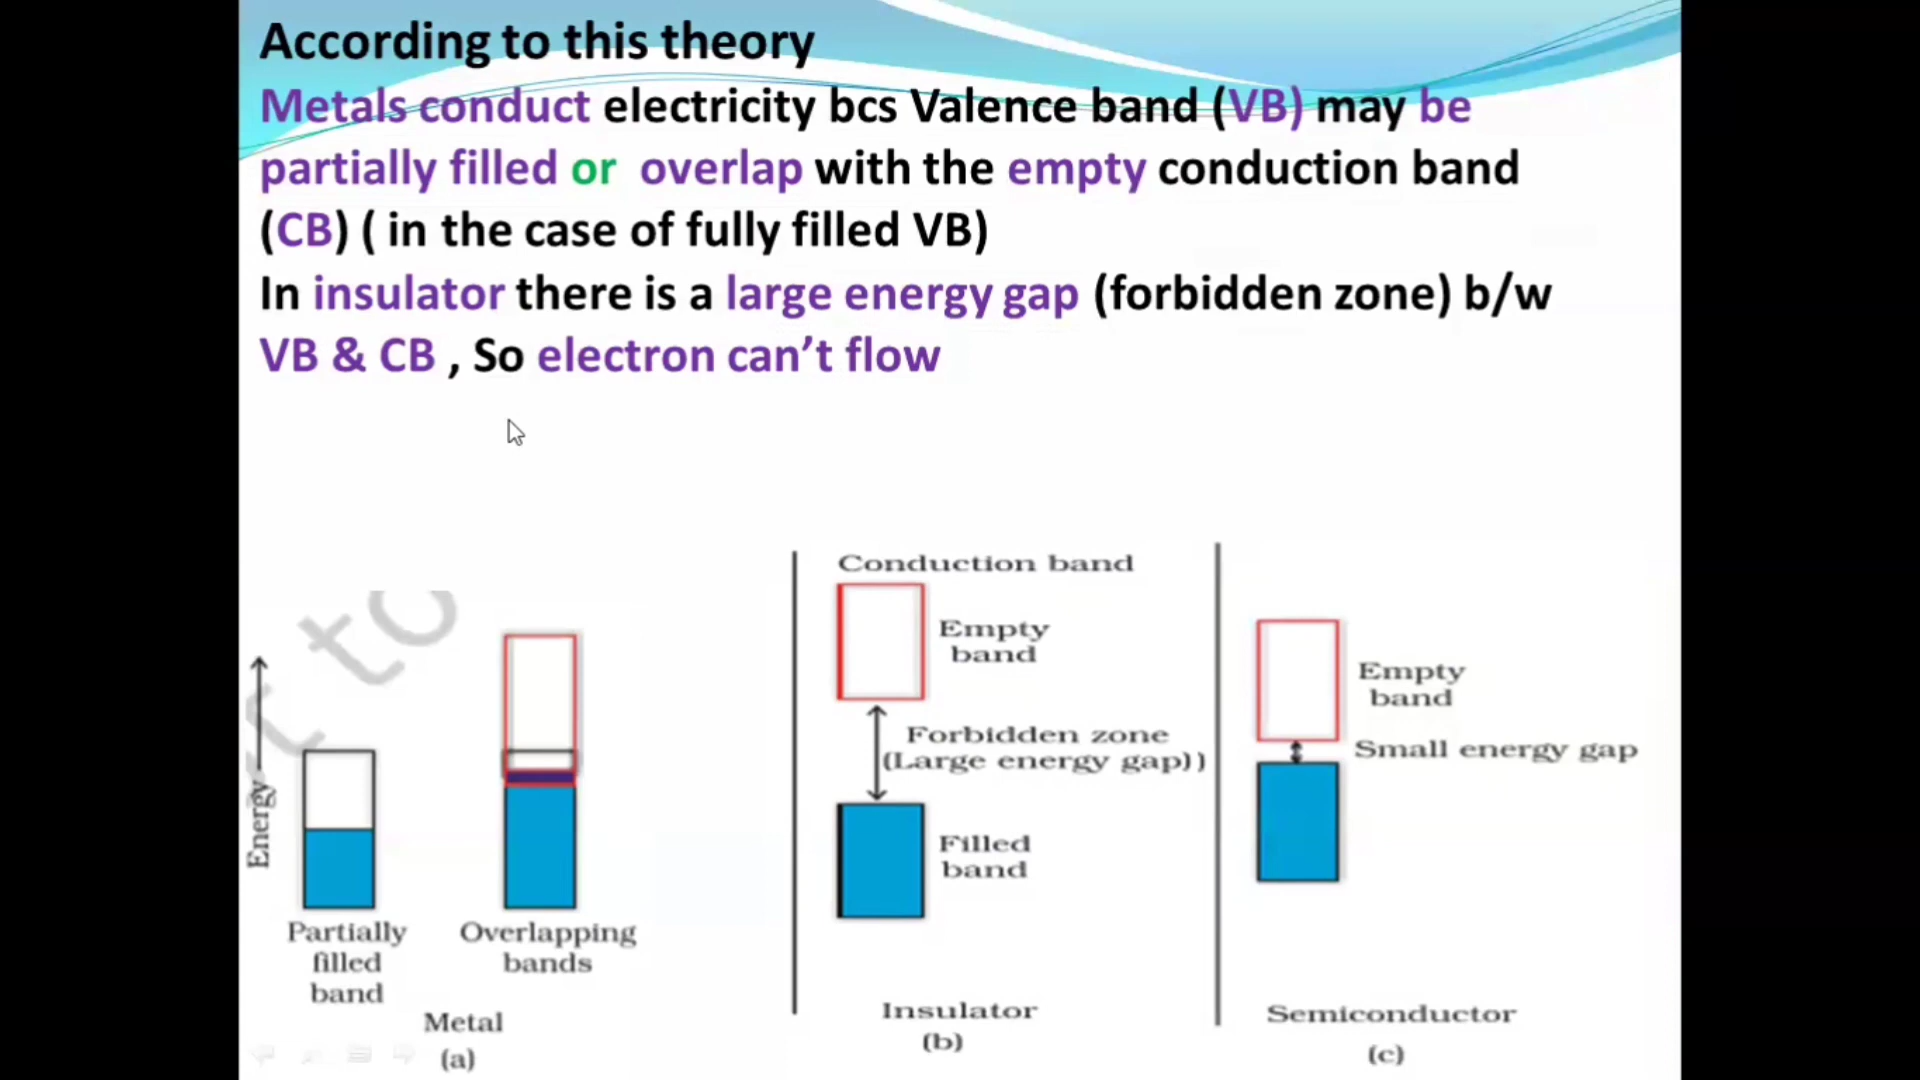 According to this theory
Metals conduct electricity bcs Valence band (VB) may be
partially filled or overlap with the empty conduction band
(CB) ( in the case of fully filled VB)
In insulator there is a large energy gap (forbidden zone) b/w
VB & CB , So electron can’t flow
Energy
Partially
filled
band
Overlapping
bands
Metal
(a)
Conduction band
Empty
band
Forbidden zone
(Large energy gap))
Filled
band
Insulator
(b)
Empty
band
Small energy gap
Semiconductor
(c)
to